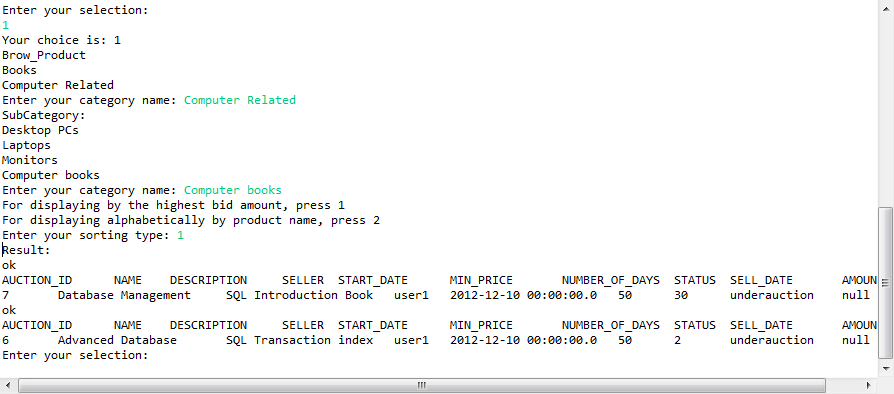 Enter your selection:
1
Your choice is: 1
Brow_Product
Books
Computer Related
Enter your category name: Computer Related
SubCategory:
Desktop PCs
Laptops
Monitors
Computer books
Enter your category name: Computer books
For displaying by the highest bid amount, press 1
For displaying alphabetically by product name, press 2
Enter your sorting type: 1
Result:
ok
AUCTION_ID NAME DESCRIPTION SELLER START_DATE MIN_PRICE NUMBER_OF_DAYS STATUS SELL_DATE AMOUN
7 Database Management SQL Introduction Book user1 2012-12-10 00:00:00.0 50 30 underauction null
ok
AUCTION_ID NAME DESCRIPTION SELLER START_DATE MIN_PRICE NUMBER_OF_DAYS STATUS SELL_DATE AMOUN
6 Advanced Database SQL Transaction index user1 2012-12-10 00:00:00.0 50 2 underauction null
Enter your selection: